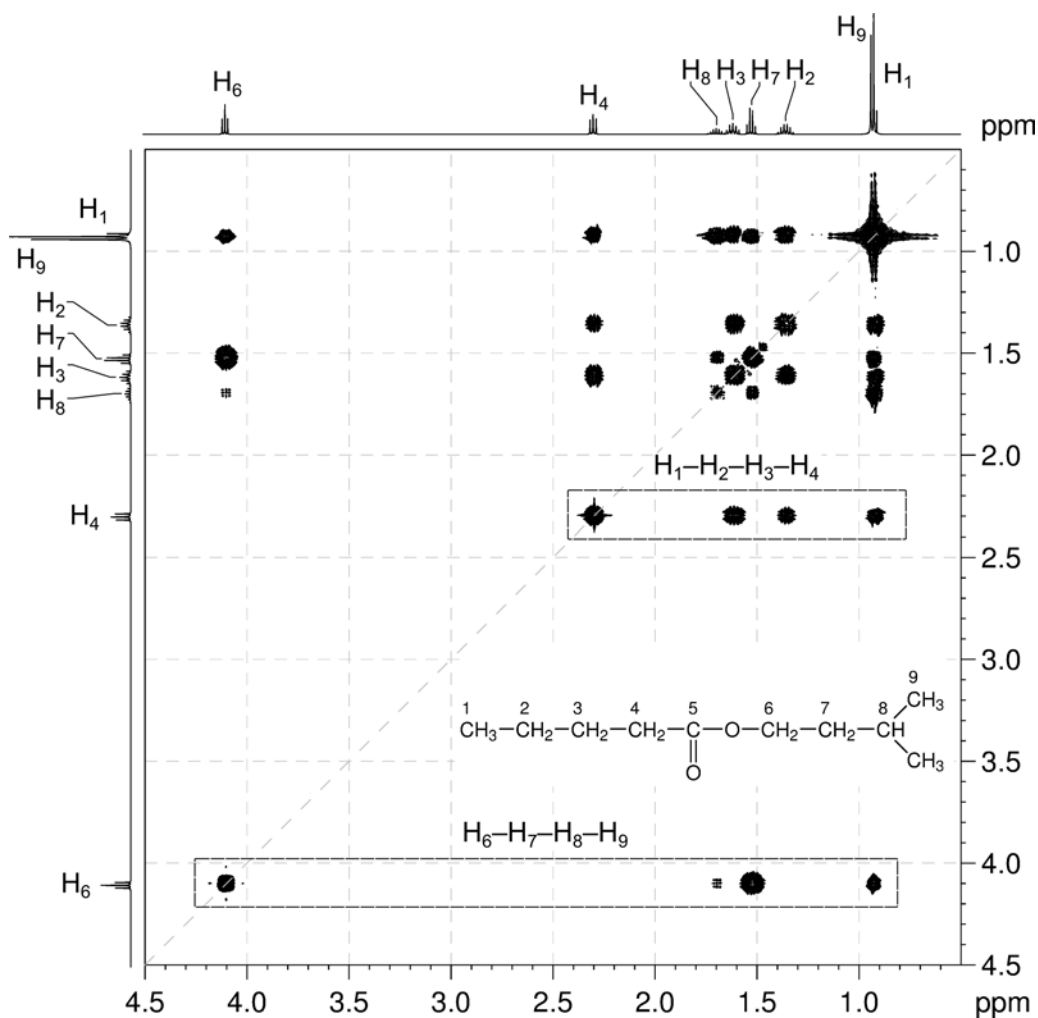 H₉
H₆ H₄ H₈ H₃ H₇ H₂ H₁
ppm
H₁
H₉
1.0
H₂
H₇
1.5
H₃
H₈
2.0
H₁–H₂–H₃–H₄
H₄
2.5
3.0
9
1 2 3 4 5 6 7 8 CH₃
CH₃–CH₂–CH₂–CH₂–C–O–CH₂–CH₂–CH
CH₃
O
3.5
H₆–H₇–H₈–H₉
4.0
H₆
4.5
4.5 4.0 3.5 3.0 2.5 2.0 1.5 1.0 ppm